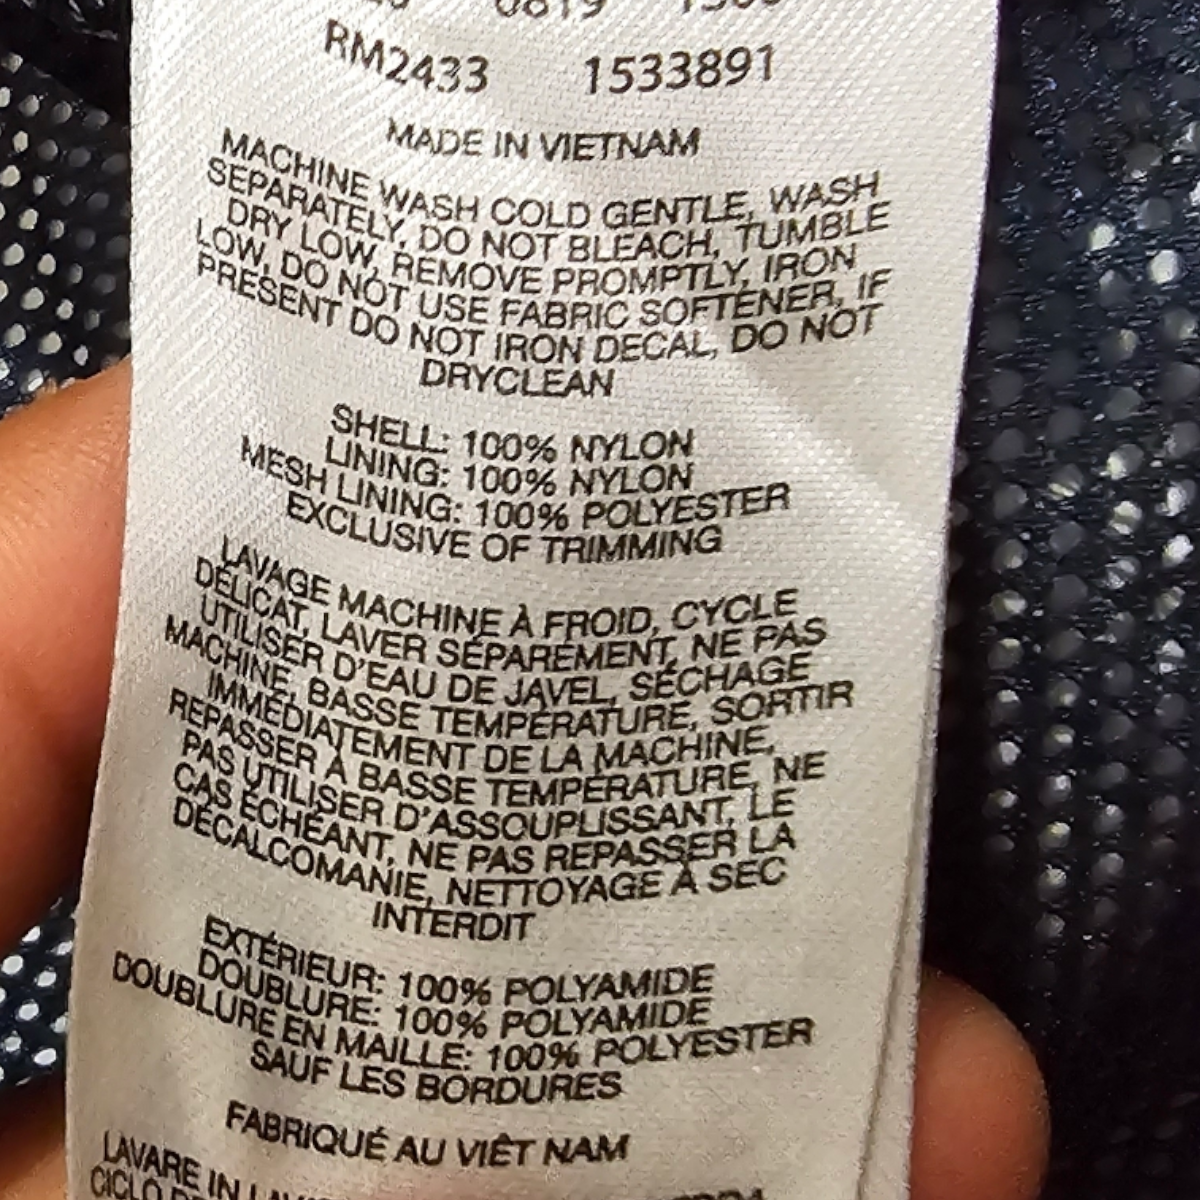 0819
RM2433 1533891
MADE IN VIETNAM
MACHINE WASH COLD GENTLE, WASH
SEPARATELY, DO NOT BLEACH, TUMBLE
DRY LOW, REMOVE PROMPTLY, IRON
LOW, DO NOT USE FABRIC SOFTENER, IF
PRESENT DO NOT IRON DECAL, DO NOT
DRYCLEAN
SHELL: 100% NYLON
LINING: 100% NYLON
MESH LINING: 100% POLYESTER
EXCLUSIVE OF TRIMMING
LAVAGE MACHINE À FROID, CYCLE
DÉLICAT, LAVER SÉPARÉMENT, NE PAS
UTILISER D'EAU DE JAVEL, SÉCHAGE
MACHINE, BASSE TEMPÉRATURE, SORTIR
IMMÉDIATEMENT DE LA MACHINE,
REPASSER À BASSE TEMPÉRATURE, NE
PAS UTILISER D'ASSOUPLISSANT, LE
CAS ÉCHÉANT, NE PAS REPASSER LA
DÉCALCOMANIE, NETTOYAGE À SEC
INTERDIT
EXTÉRIEUR: 100% POLYAMIDE
DOUBLURE: 100% POLYAMIDE
DOUBLURE EN MAILLE: 100% POLYESTER
SAUF LES BORDURES
FABRIQUÉ AU VIÊT NAM
LAVARE IN
CICLO